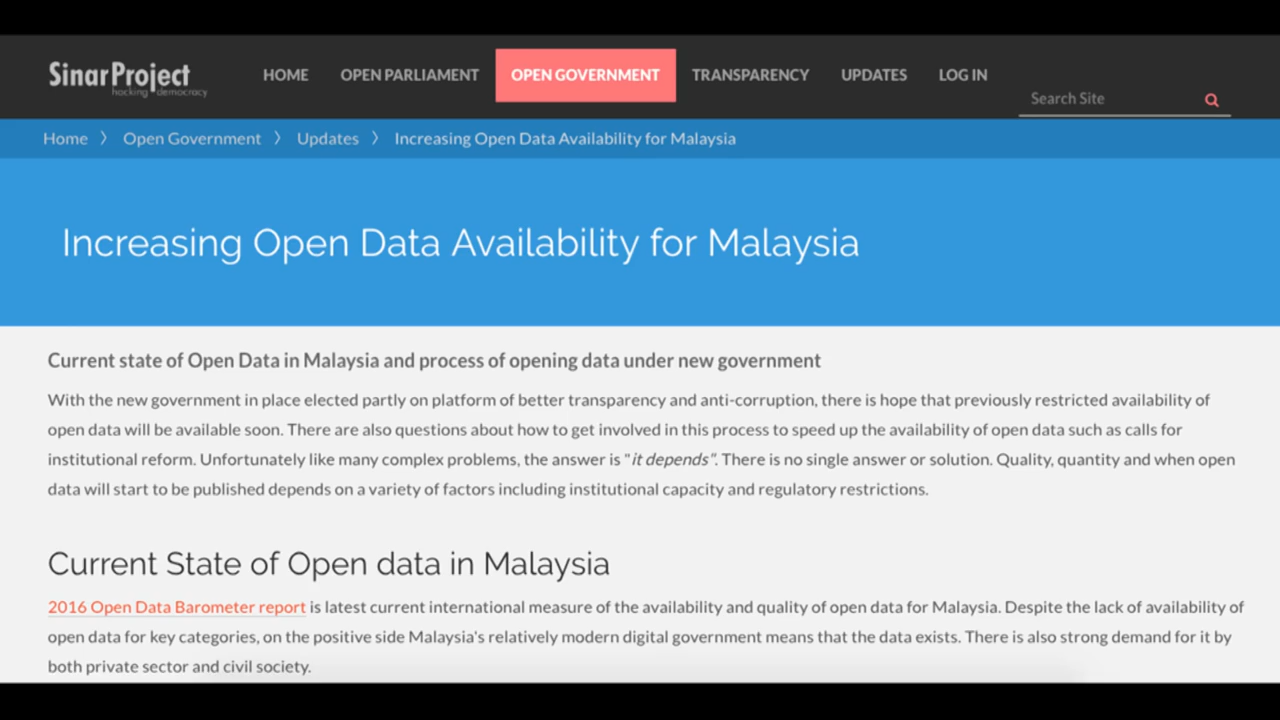 SinarProject
hacking democracy
HOME OPEN PARLIAMENT OPEN GOVERNMENT TRANSPARENCY UPDATES LOG IN
Search Site
Home 〉 Open Government 〉 Updates 〉 Increasing Open Data Availability for Malaysia
Increasing Open Data Availability for Malaysia
Current state of Open Data in Malaysia and process of opening data under new government
With the new government in place elected partly on platform of better transparency and anti-corruption, there is hope that previously restricted availability of
open data will be available soon. There are also questions about how to get involved in this process to speed up the availability of open data such as calls for
institutional reform. Unfortunately like many complex problems, the answer is "it depends". There is no single answer or solution. Quality, quantity and when open
data will start to be published depends on a variety of factors including institutional capacity and regulatory restrictions.
Current State of Open data in Malaysia
2016 Open Data Barometer report is latest current international measure of the availability and quality of open data for Malaysia. Despite the lack of availability of
open data for key categories, on the positive side Malaysia's relatively modern digital government means that the data exists. There is also strong demand for it by
both private sector and civil society.